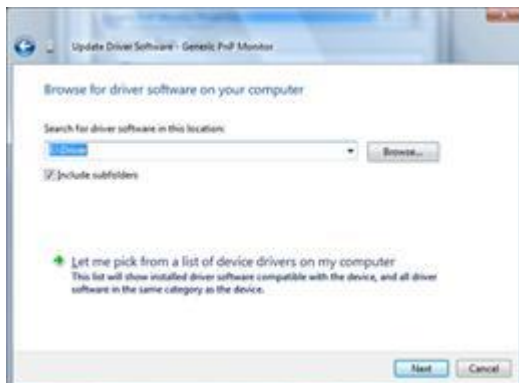 Update Driver Software - Generic PnP Monitor
Browse for driver software on your computer
Search for driver software in this location:
Browse...
Include subfolders
Let me pick from a list of device drivers on my computer
This list will show installed driver software compatible with the device, and all driver
software in the same category as the device.
Next Cancel